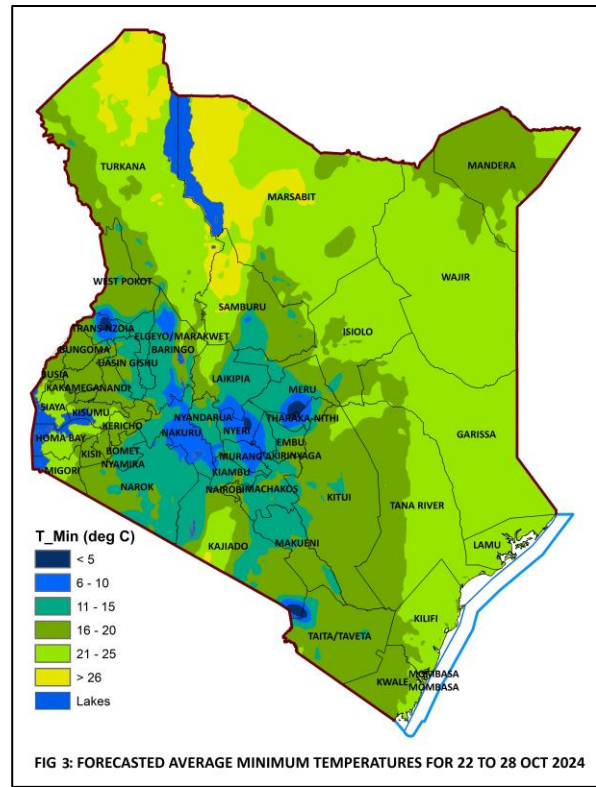 MANDERA
TURKANA
MARSABIT
WAJIR
WEST POKOT
SAMBURU
TRANS-NZOIA
ISIOLO
ELGEYO/MARAKWET
BUNGOMA
BARINGO
UASIN GISHU
BUSIA
LAIKIPIA
KAKAMEGA
NANDI
MERU
SIAYA
KISUMU
NYANDARUA
THARAKA-NITHI
KERICHO
NYERI
GARISSA
HOMA BAY
NAKURU
EMBU
KISII
BOMET
MURANG'A
KIRINYAGA
MIGORI
NYAMIRA
KIAMBU
NAROK
NAIROBI
MACHAKOS
KITUI
TANA RIVER
T_Min (deg C)
KAJIADO
MAKUENI
LAMU
< 5
6 - 10
11 - 15
KILIFI
16 - 20
TAITA/TAVETA
21 - 25
> 26
KWALE
MOMBASA
MOMBASA
Lakes
FIG 3: FORECASTED AVERAGE MINIMUM TEMPERATURES FOR 22 TO 28 OCT 2024